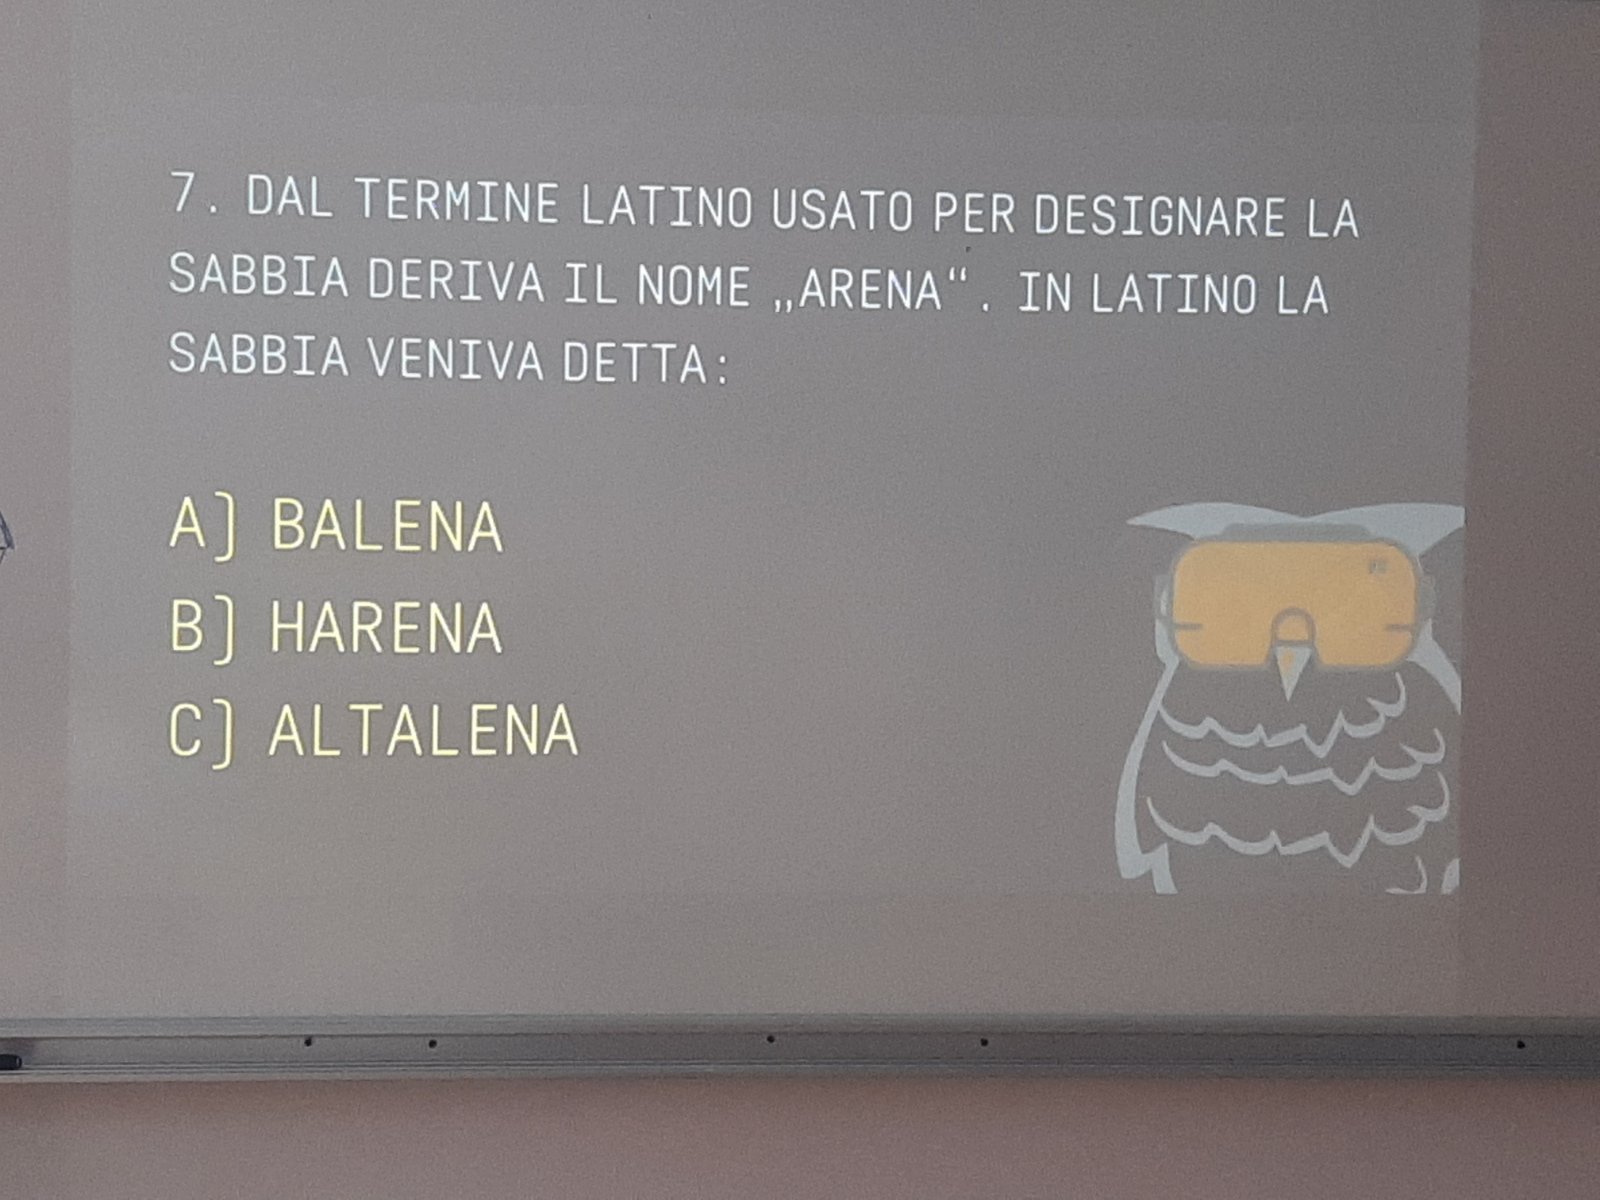 7. DAL TERMINE LATINO USATO PER DESIGNARE LA
SABBIA DERIVA IL NOME „ARENA“. IN LATINO LA
SABBIA VENIVA DETTA:
A) BALENA
B) HARENA
C) ALTALENA